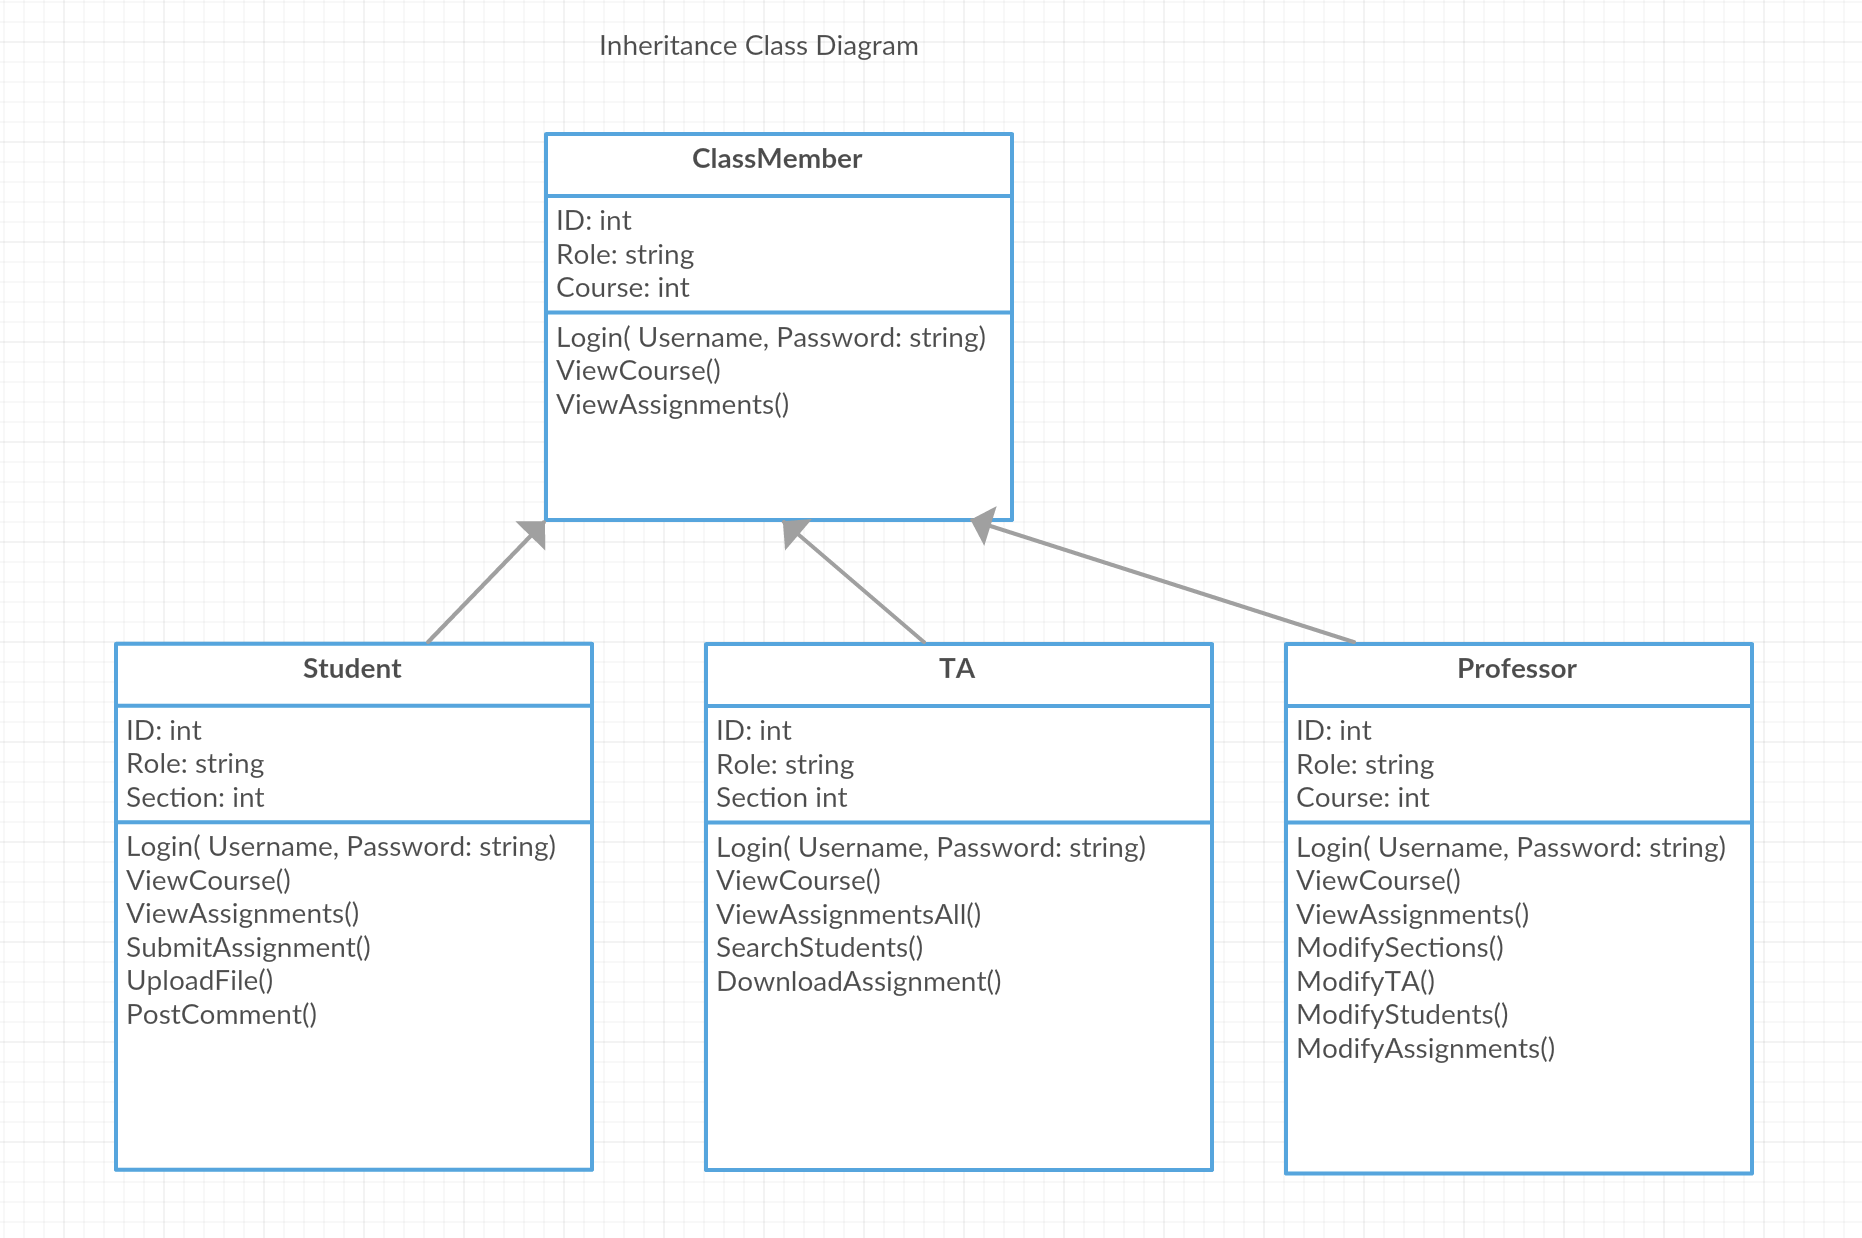 Inheritance Class Diagram
ClassMember
ID: int
Role: string
Course: int
Login( Username, Password: string)
ViewCourse()
ViewAssignments()
Student
ID: int
Role: string
Section: int
Login( Username, Password: string)
ViewCourse()
ViewAssignments()
SubmitAssignment()
UploadFile()
PostComment()
TA
ID: int
Role: string
Section int
Login( Username, Password: string)
ViewCourse()
ViewAssignmentsAll()
SearchStudents()
DownloadAssignment()
Professor
ID: int
Role: string
Course: int
Login( Username, Password: string)
ViewCourse()
ViewAssignments()
ModifySections()
ModifyTA()
ModifyStudents()
ModifyAssignments()